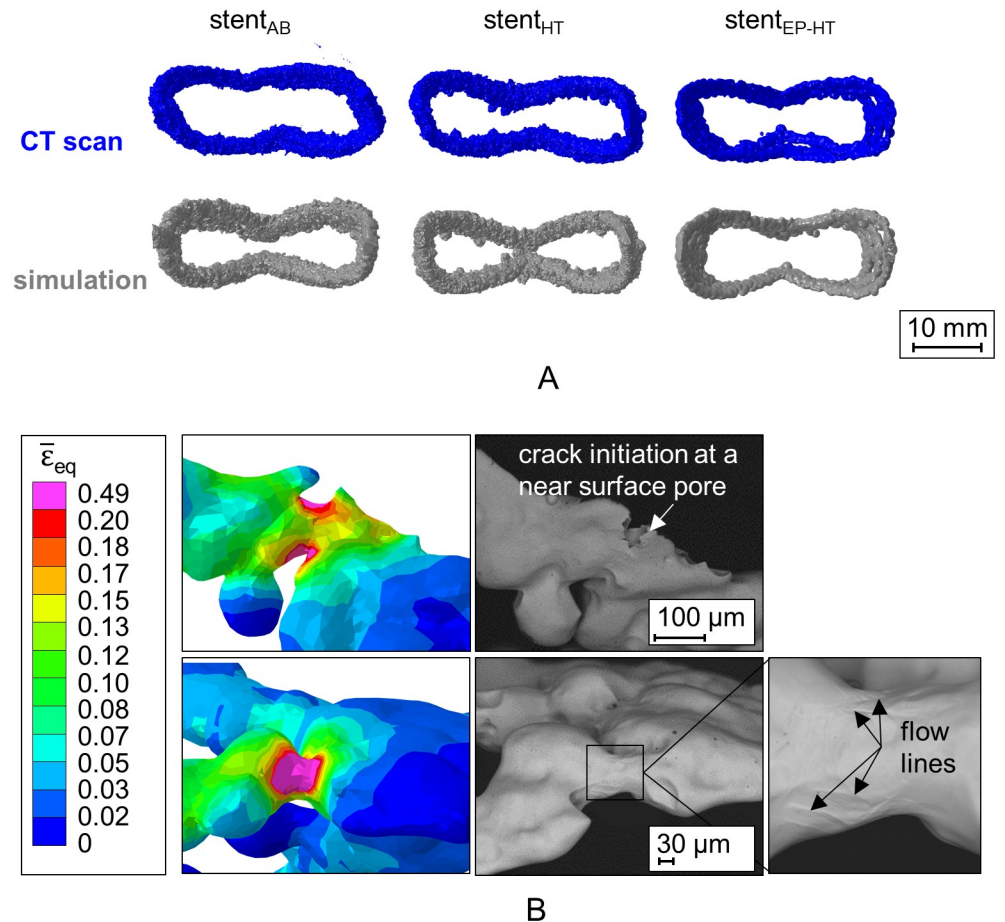 stentAB
stentHT
stentEP-HT
CT scan
simulation
10 mm
A
ε̅eq
0.49
0.20
0.18
0.17
0.15
0.13
0.12
0.10
0.08
0.07
0.05
0.03
0.02
0
crack initiation at a
near surface pore
100 µm
30 µm
flow
lines
B